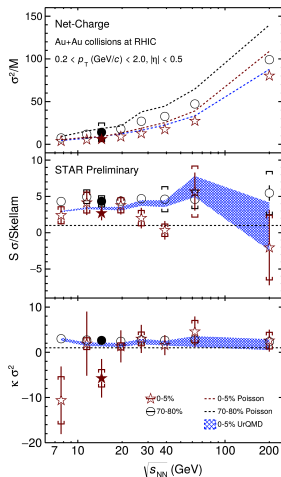 Net-Charge
Au+Au collisions at RHIC
0.2 < p_T (GeV/c) < 2.0, |η| < 0.5
σ²/M
150
100
50
0
STAR Preliminary
S σ/Skellam
10
5
0
−5
κ σ²
10
0
−10
−20
0-5%
70-80%
0-5% Poisson
70-80% Poisson
0-5% UrQMD
7 10 20 30 40 100 200
√s_NN (GeV)